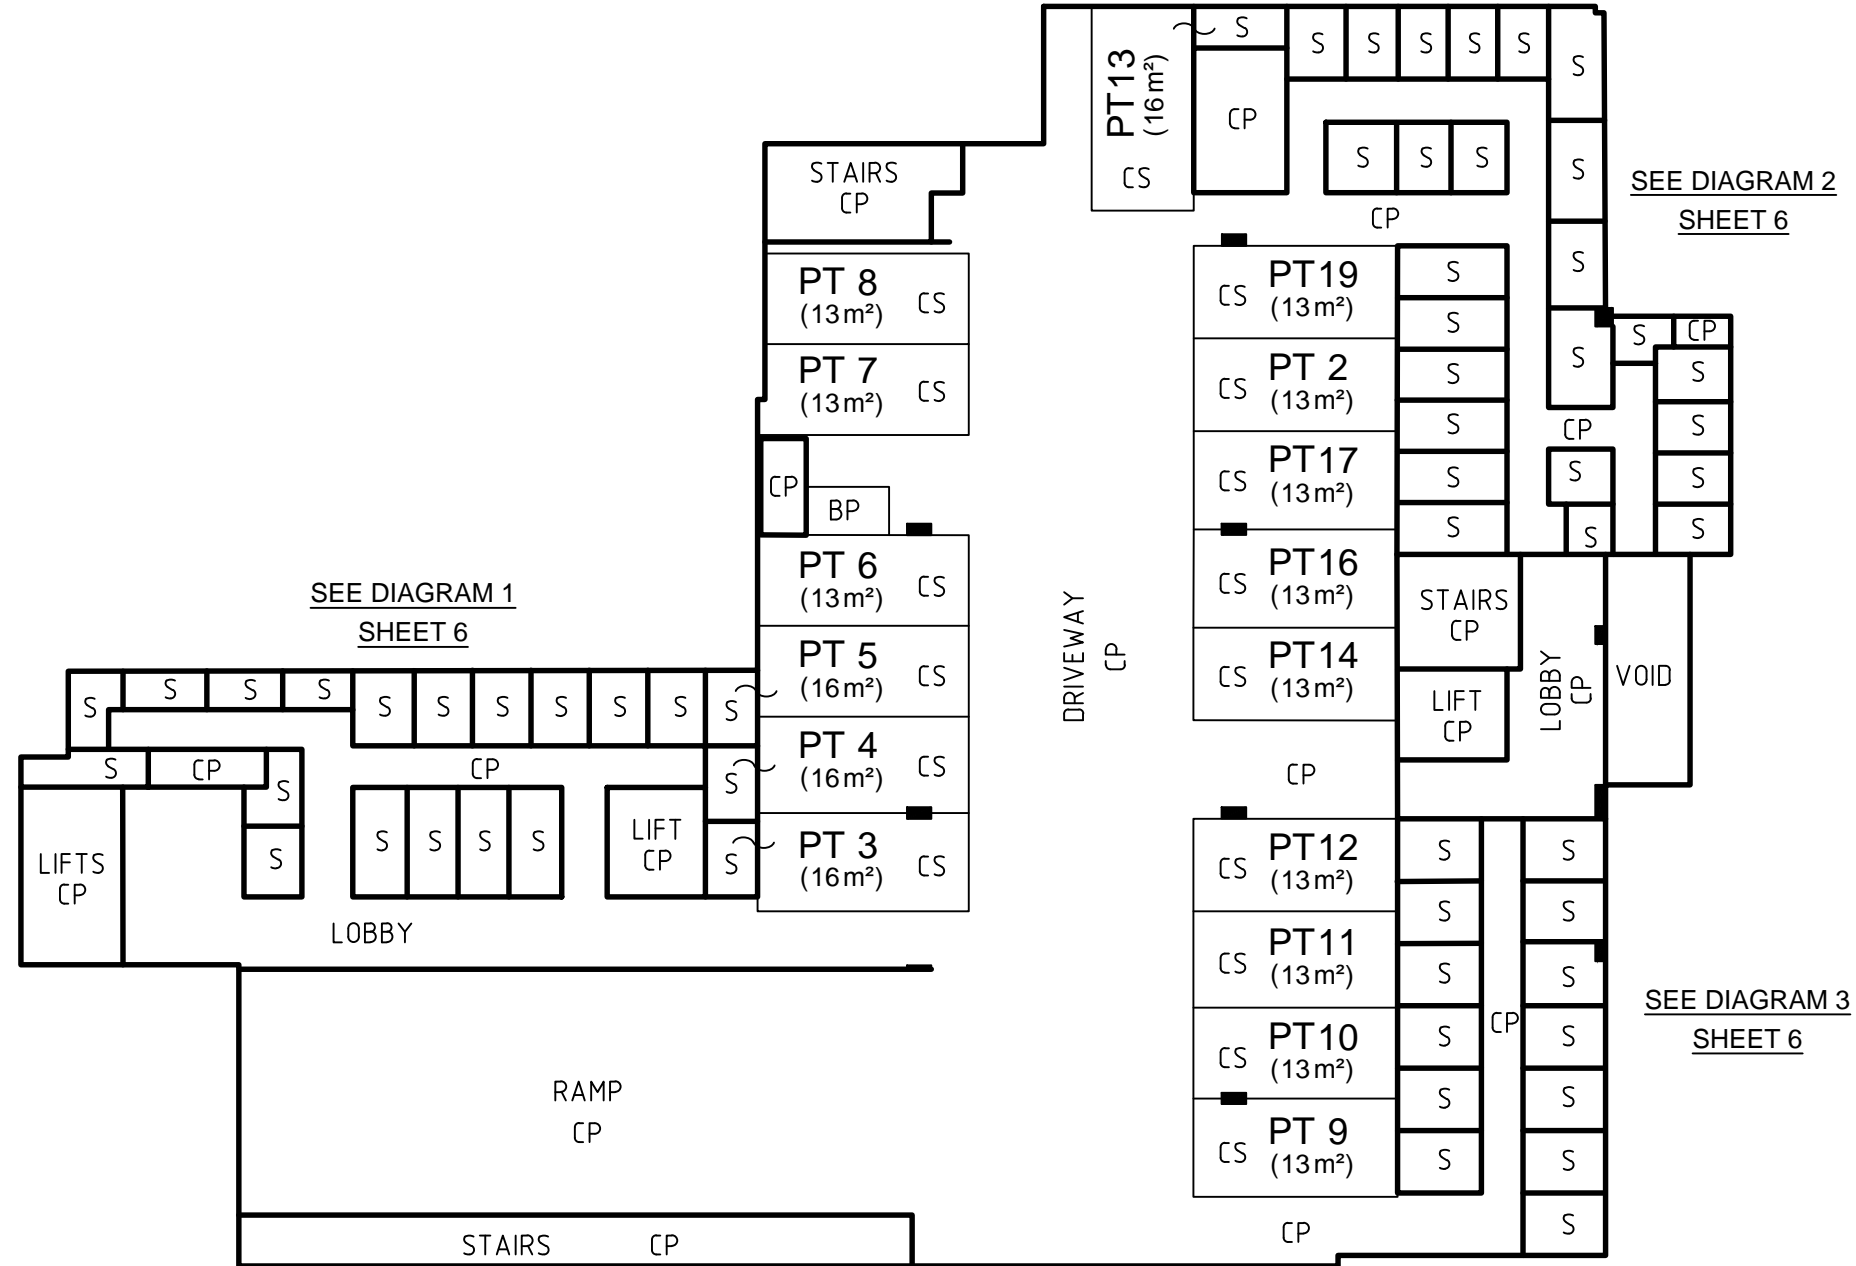 S
S
S
S
S
S
S
PT13
(16m²)
CS
CP
S
S
S
S
CP
SEE DIAGRAM 2
SHEET 6
STAIRS
CP
PT 8
(13m²)
CS
PT 7
(13m²)
CS
CP
BP
PT 6
(13m²)
CS
PT 5
(16m²)
CS
PT 4
(16m²)
CS
PT 3
(16m²)
CS
DRIVEWAY
CP
CS
PT19
(13m²)
CS
PT 2
(13m²)
CS
PT17
(13m²)
CS
PT16
(13m²)
CS
PT14
(13m²)
CP
CS
PT12
(13m²)
CS
PT11
(13m²)
CS
PT10
(13m²)
CS
PT 9
(13m²)
CP
S
S
S
S
S
S
S
S
CP
S
S
CP
S
S
S
S
S
S
STAIRS
CP
LIFT
CP
LOBBY
CP
VOID
S
S
S
S
S
S
CP
S
S
S
S
S
S
S
SEE DIAGRAM 3
SHEET 6
SEE DIAGRAM 1
SHEET 6
S
S
S
S
S
S
S
S
S
S
S
S
CP
S
CP
S
S
S
S
S
S
LIFT
CP
S
S
LIFTS
CP
LOBBY
RAMP
CP
STAIRS CP